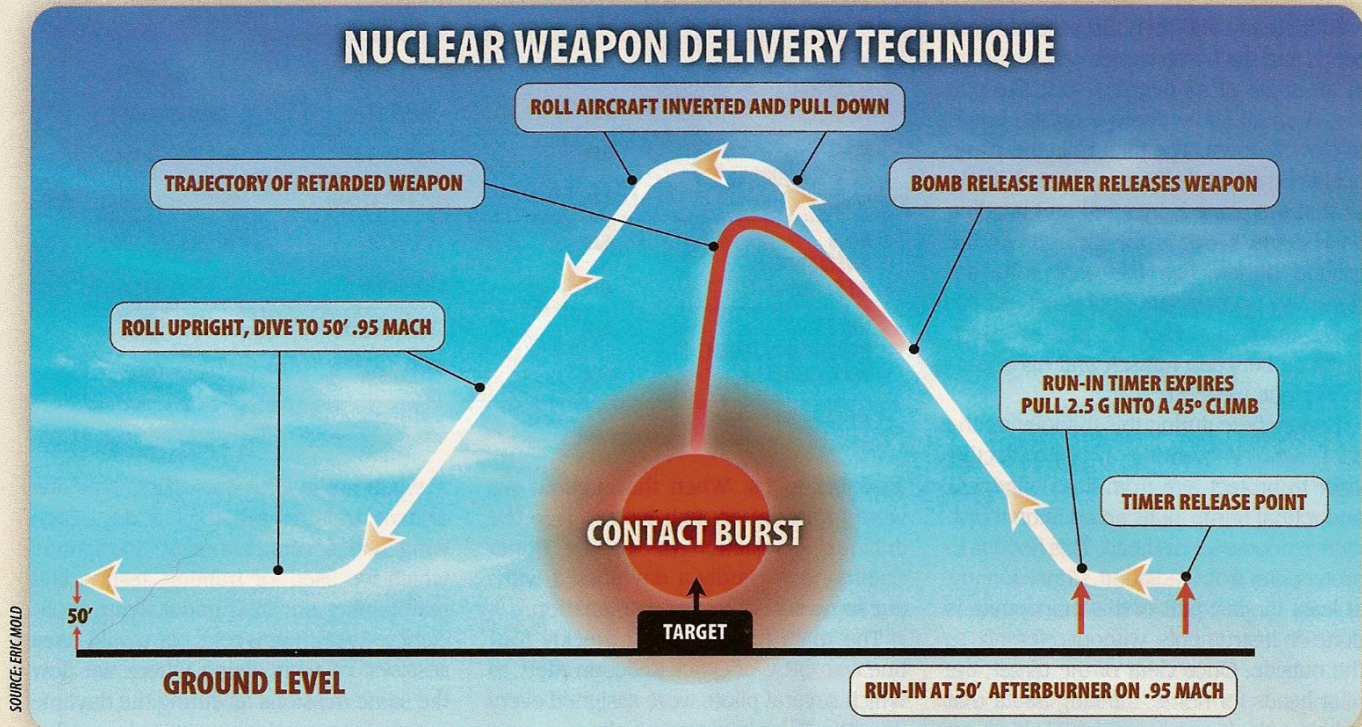 NUCLEAR WEAPON DELIVERY TECHNIQUE
ROLL AIRCRAFT INVERTED AND PULL DOWN
TRAJECTORY OF RETARDED WEAPON
BOMB RELEASE TIMER RELEASES WEAPON
ROLL UPRIGHT, DIVE TO 50' .95 MACH
RUN-IN TIMER EXPIRES
PULL 2.5 G INTO A 45º CLIMB
TIMER RELEASE POINT
CONTACT BURST
50'
TARGET
GROUND LEVEL
RUN-IN AT 50' AFTERBURNER ON .95 MACH
SOURCE: ERIC MOLD